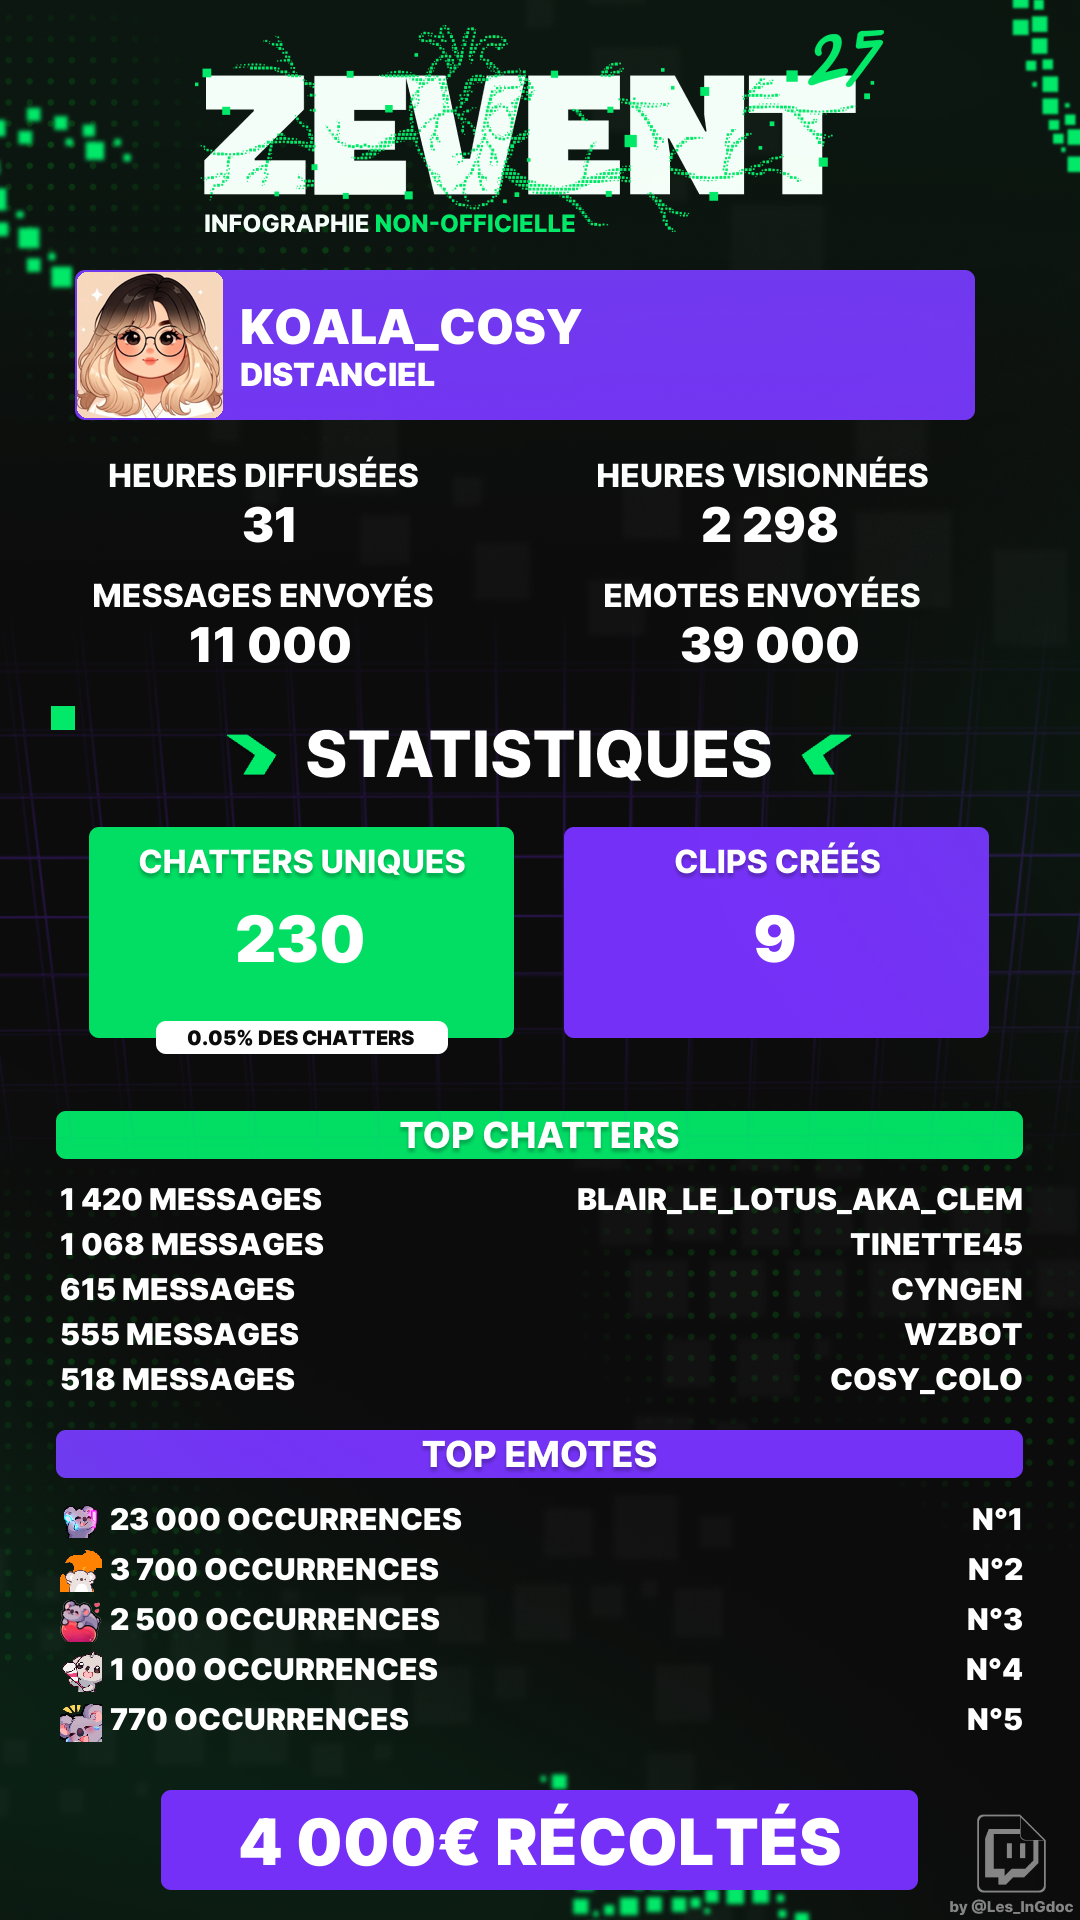 ZEVENT 25
INFOGRAPHIE NON-OFFICIELLE
KOALA_COSY
DISTANCIEL
HEURES DIFFUSÉES
31
HEURES VISIONNÉES
2 298
MESSAGES ENVOYÉS
11 000
EMOTES ENVOYÉES
39 000
STATISTIQUES
CHATTERS UNIQUES
230
0.05% DES CHATTERS
CLIPS CRÉÉS
9
TOP CHATTERS
1 420 MESSAGES BLAIR_LE_LOTUS_AKA_CLEM
1 068 MESSAGES TINETTE45
615 MESSAGES CYNGEN
555 MESSAGES WZBOT
518 MESSAGES COSY_COLO
TOP EMOTES
23 000 OCCURRENCES N°1
3 700 OCCURRENCES N°2
2 500 OCCURRENCES N°3
1 000 OCCURRENCES N°4
770 OCCURRENCES N°5
4 000€ RÉCOLTÉS
by @Les_InGdoc